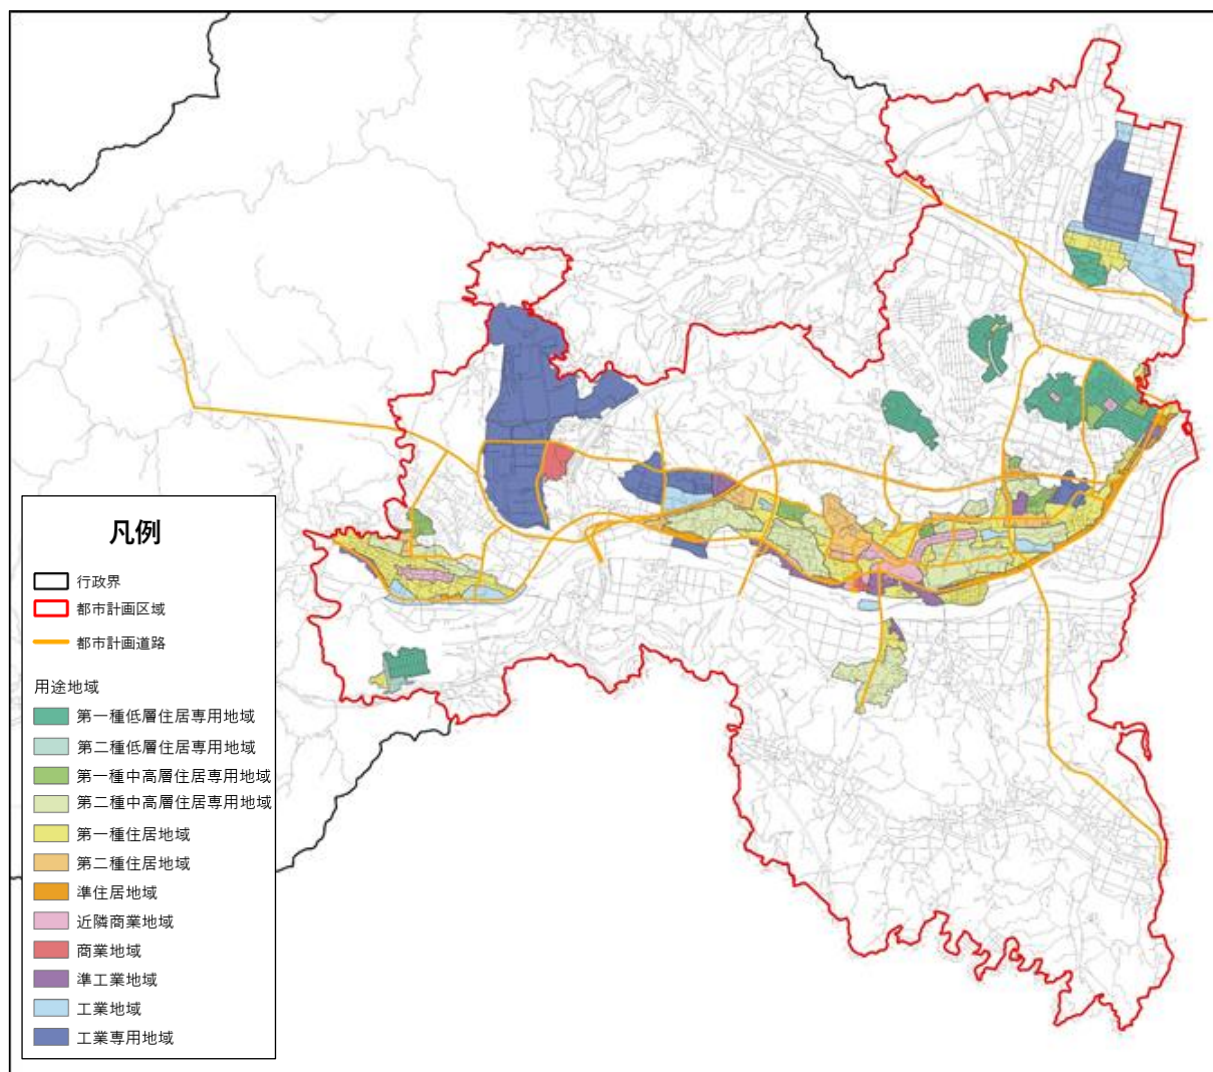 凡例
行政界
都市計画区域
都市計画道路
用途地域
第一種低層住居専用地域
第二種低層住居専用地域
第一種中高層住居専用地域
第二種中高層住居専用地域
第一種住居地域
第二種住居地域
準住居地域
近隣商業地域
商業地域
準工業地域
工業地域
工業専用地域